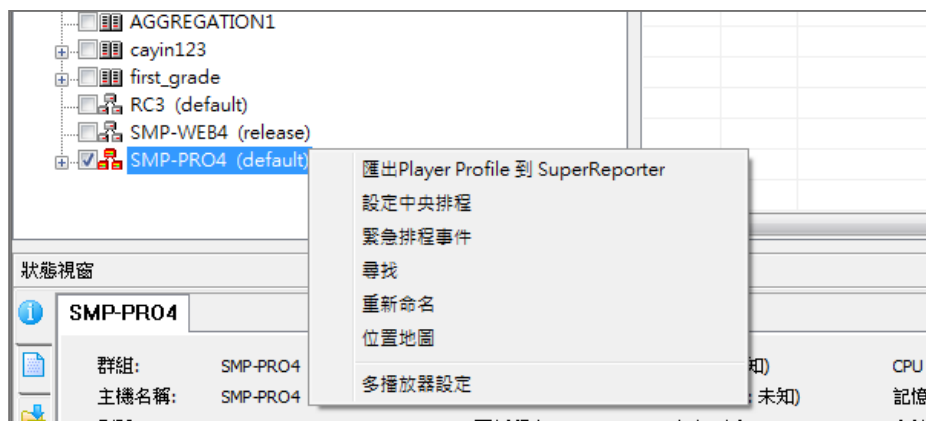 AGGREGATION1
cayin123
first_grade
RC3 (default)
SMP-WEB4 (release)
SMP-PRO4 (default)
匯出Player Profile 到 SuperReporter
設定中央排程
緊急排程事件
尋找
重新命名
位置地圖
多播放器設定
狀態視窗
SMP-PRO4
群組: SMP-PRO4 知) CPU
主機名稱: SMP-PRO4 : 未知) 記憶